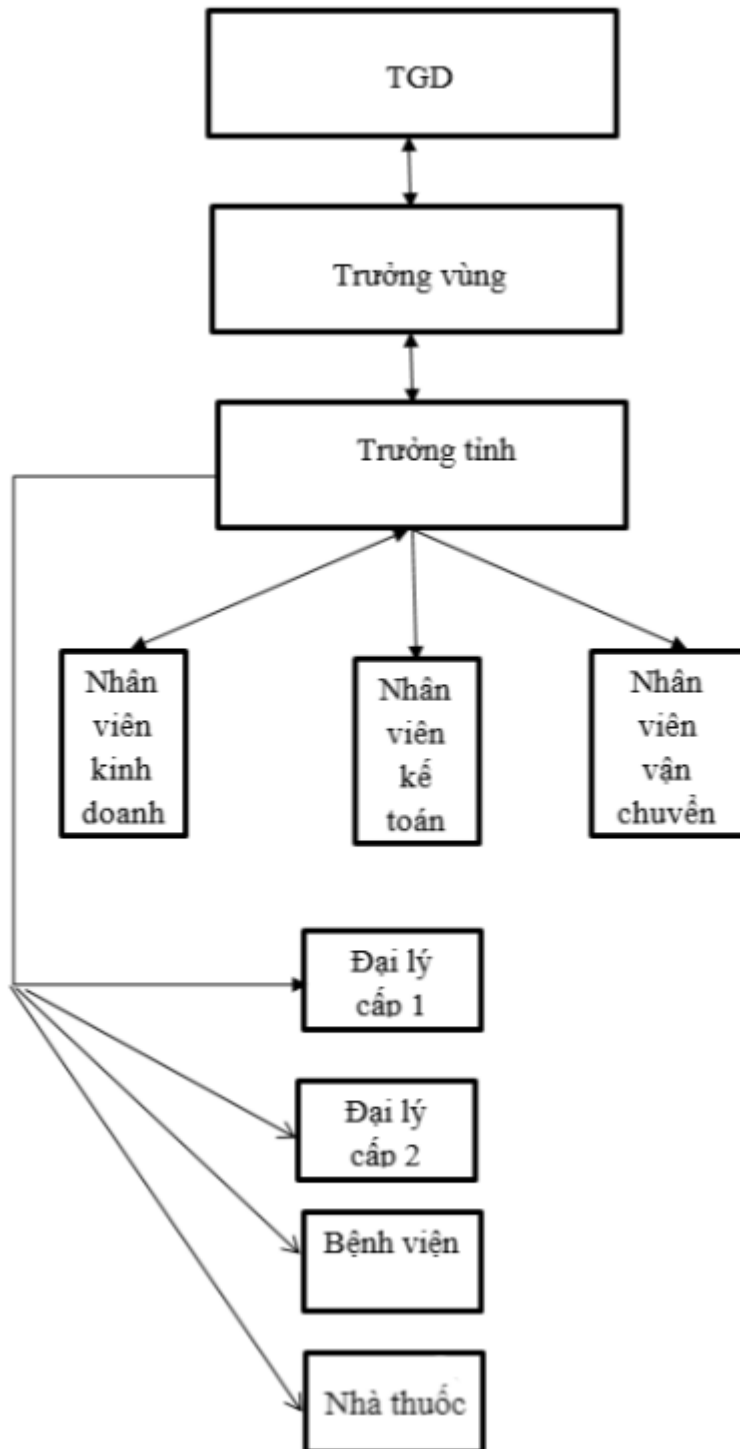 TGD
Trưởng vùng
Trưởng tỉnh
Nhân
viên
kinh
doanh
Nhân
viên
kế
toán
Nhân
viên
vận
chuyển
Đại lý
cấp 1
Đại lý
cấp 2
Bệnh viện
Nhà thuốc